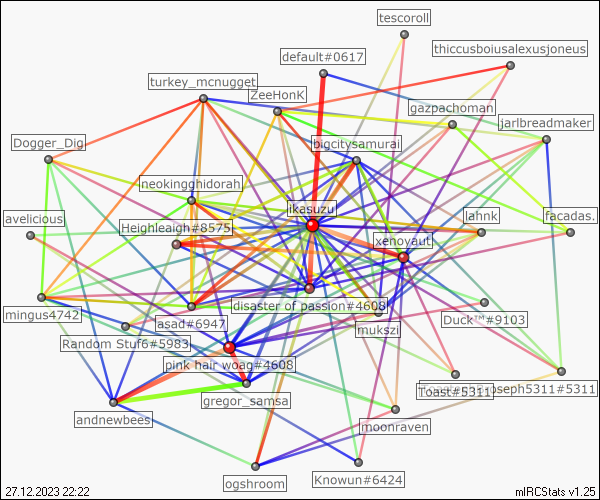 tescoroll
thiccusboiusalexusjoneus
default#0617
turkey_mcnugget
ZeeHonK
gazpachoman
jarlbreadmaker
Dogger_Dig
bigcitysamurai
neokingghidorah
ikasuzu
avelicious
Heighleigh#8575
lahnk
facadas.
xenoyautl
disaster of passion#4608
mingus4742
asad#6947
mukszi
Duck™#9103
Random Stuf6#5983
pink hair woag#4608
Toast#5311
joseph5311#5311
gregor_samsa
andnewbees
moonraven
ogshroom
Knowun#6424
27.12.2023 22:22
mIRCStats v1.25